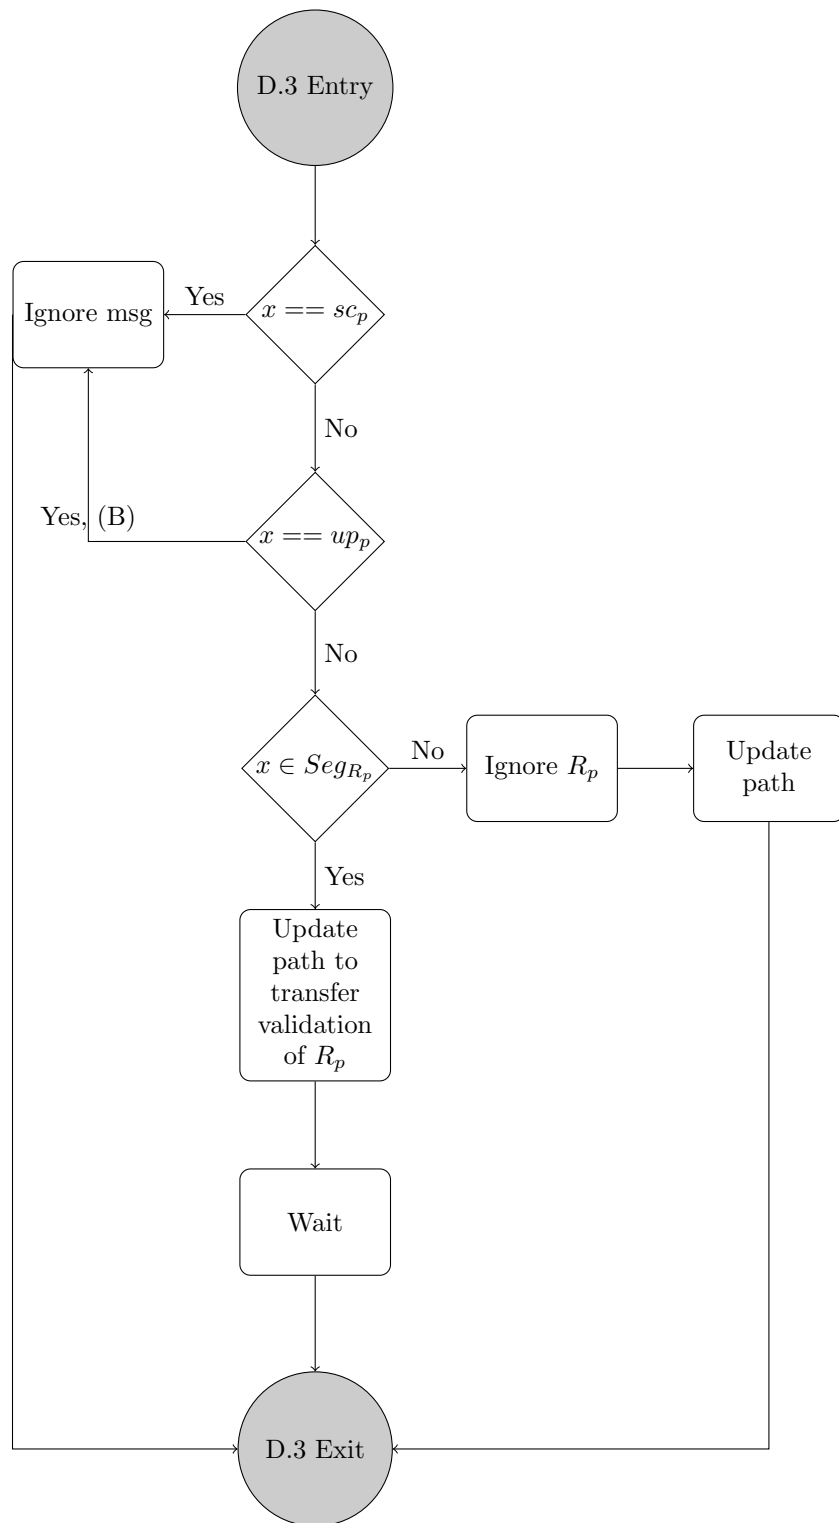 D.3 Entry
Ignore msg
Yes
$x == sc_p$
No
Yes, (B)
$x == up_p$
No
$x \in Seg_{R_p}$
No
Ignore $R_p$
Update
path
Yes
Update
path to
transfer
validation
of $R_p$
Wait
D.3 Exit